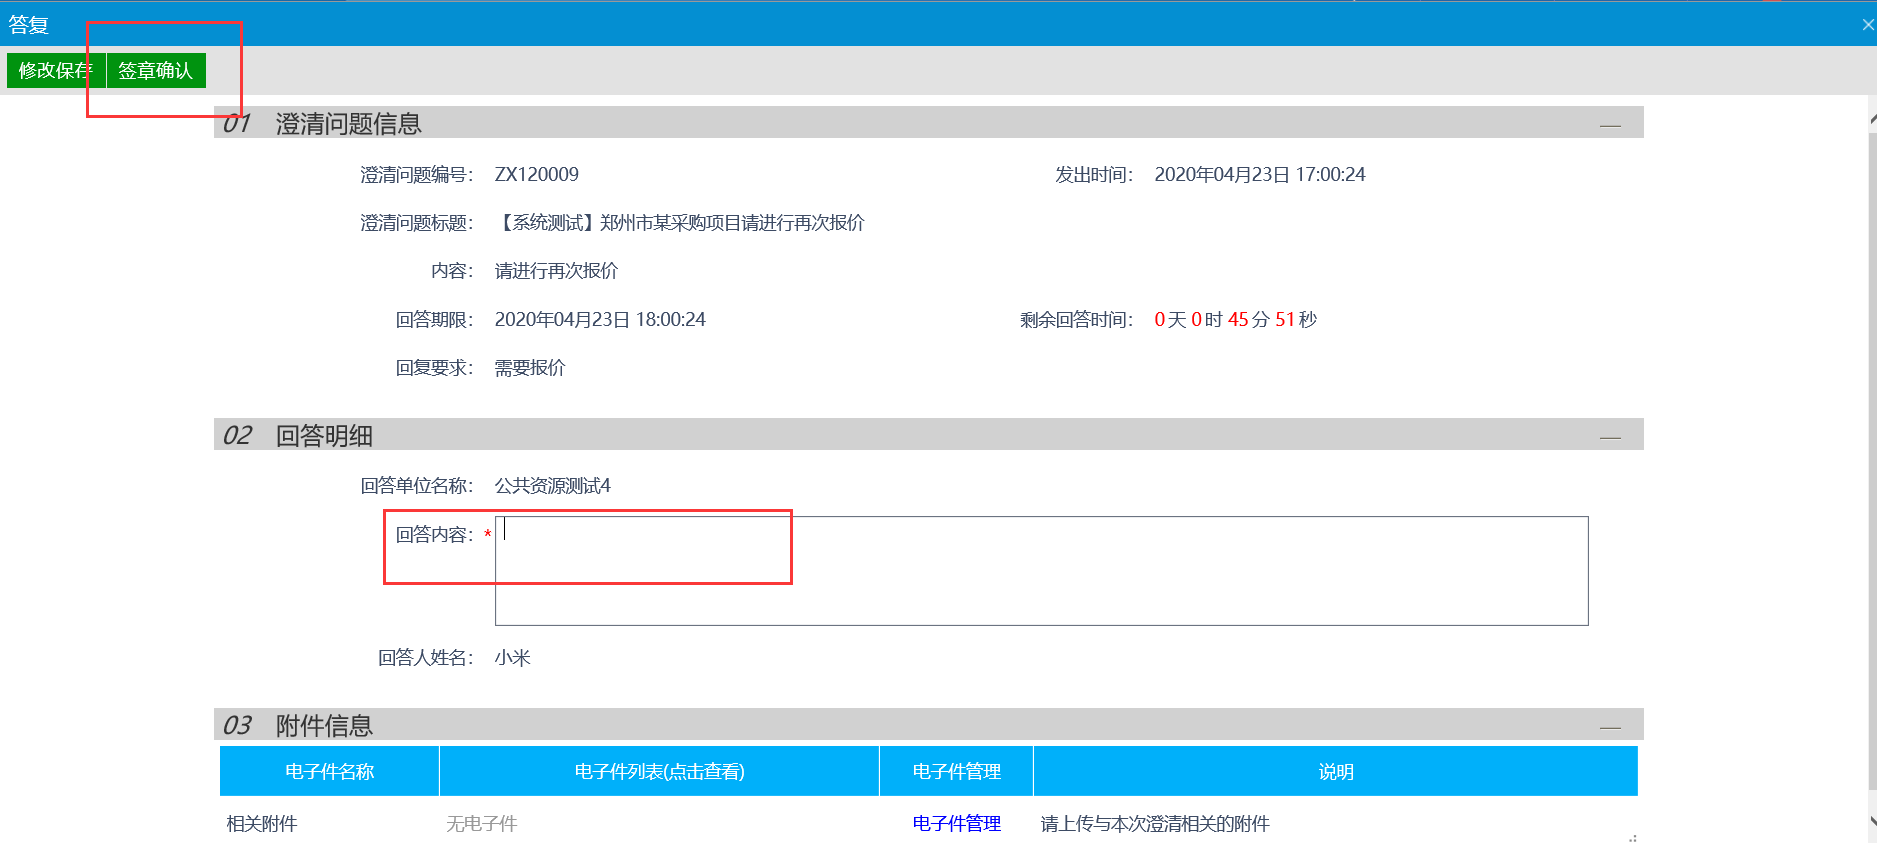 答复
修改保存 签章确认
01 澄清问题信息
澄清问题编号： ZX120009 发出时间： 2020年04月23日 17:00:24
澄清问题标题： 【系统测试】郑州市某采购项目请进行再次报价
内容： 请进行再次报价
回答期限： 2020年04月23日 18:00:24 剩余回答时间： 0天0时45分51秒
回复要求： 需要报价
02 回答明细
回答单位名称： 公共资源测试4
回答内容：*
回答人姓名： 小米
03 附件信息
电子件名称 电子件列表(点击查看) 电子件管理 说明
相关附件 无电子件 电子件管理 请上传与本次澄清相关的附件